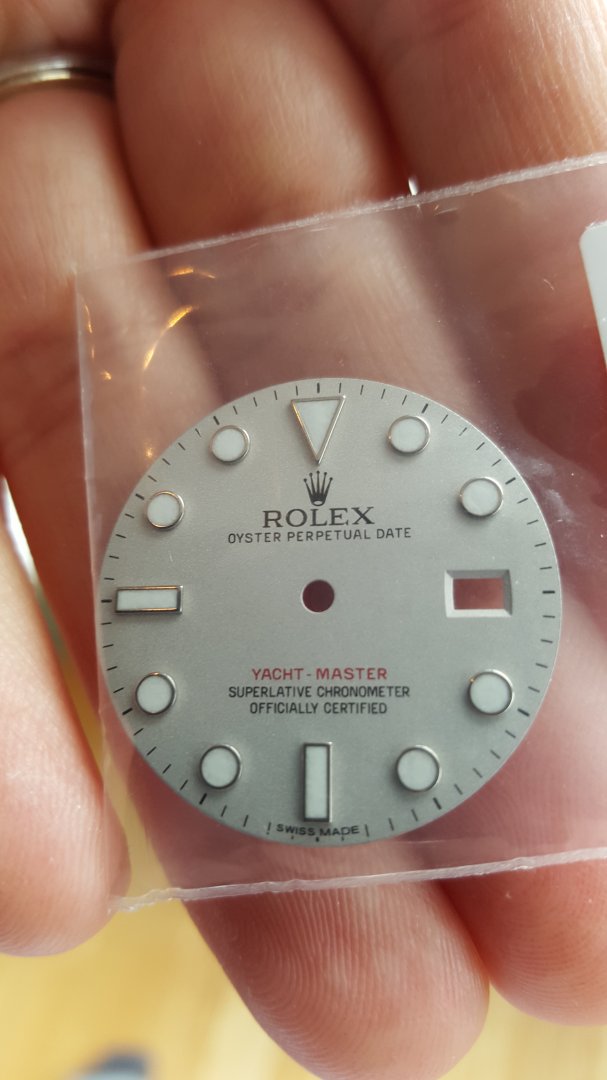 ROLEX
OYSTER PERPETUAL DATE
YACHT-MASTER
SUPERLATIVE CHRONOMETER
OFFICIALLY CERTIFIED
SWISS MADE